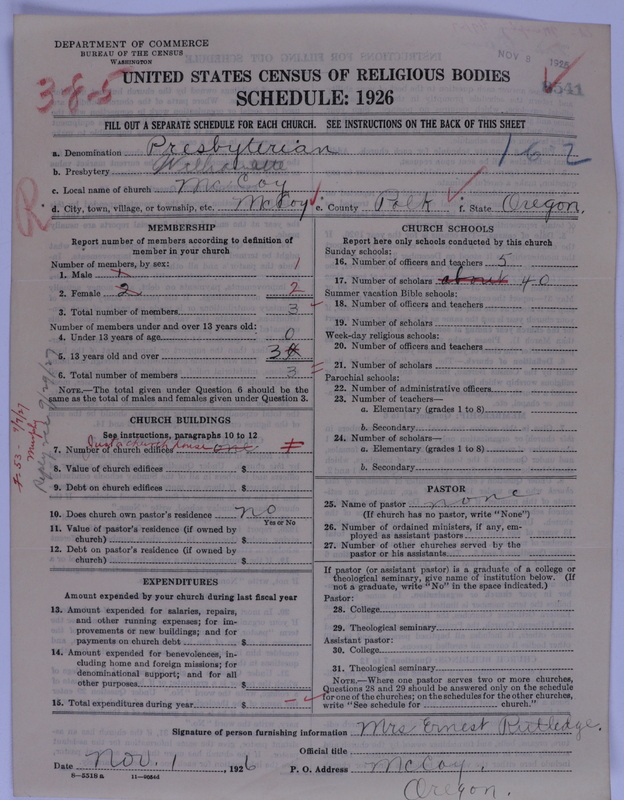 DEPARTMENT OF COMMERCE
BUREAU OF THE CENSUS
WASHINGTON
NOV 8 1926
3-8-5
UNITED STATES CENSUS OF RELIGIOUS BODIES
SCHEDULE: 1926
FILL OUT A SEPARATE SCHEDULE FOR EACH CHURCH. SEE INSTRUCTIONS ON THE BACK OF THIS SHEET
a. Denomination Presbyterian
162
b. Presbytery Willamette
c. Local name of church McCoy
d. City, town, village, or township, etc. McCoy e. County Polk f. State Oregon.
R
MEMBERSHIP
Report number of members according to definition of
member in your church
Number of members, by sex:
1. Male 1
2. Female 2 2
3. Total number of members 3
Number of members under and over 13 years old:
4. Under 13 years of age 0
5. 13 years old and over 3
6. Total number of members 3
NOTE.—The total given under Question 6 should be the
same as the total of males and females given under Question 3.
CHURCH BUILDINGS
See instructions, paragraphs 10 to 12
7. Number of church edifices one
8. Value of church edifices $
9. Debt on church edifices $
10. Does church own pastor's residence no
Yes or No
11. Value of pastor's residence (if owned by
church) $
12. Debt on pastor's residence (if owned by
church) $
EXPENDITURES
Amount expended by your church during last fiscal year
13. Amount expended for salaries, repairs,
and other running expenses; for im-
provements or new buildings; and for
payments on church debt $
14. Amount expended for benevolences, in-
cluding home and foreign missions; for
denominational support; and for all
other purposes $
15. Total expenditures during year $
CHURCH SCHOOLS
Report here only schools conducted by this church
Sunday schools:
16. Number of officers and teachers 5
17. Number of scholars about 40
Summer vacation Bible schools:
18. Number of officers and teachers
19. Number of scholars
Week-day religious schools:
20. Number of officers and teachers
21. Number of scholars
Parochial schools:
22. Number of administrative officers
23. Number of teachers—
a. Elementary (grades 1 to 8)
b. Secondary
24. Number of scholars—
a. Elementary (grades 1 to 8)
b. Secondary
PASTOR
25. Name of pastor none
(If church has no pastor, write "None")
26. Number of ordained ministers, if any, em-
ployed as assistant pastors
27. Number of other churches served by the
pastor or his assistants
If pastor (or assistant pastor) is a graduate of a college or
theological seminary, give name of institution below. (If
not a graduate, write "No" in the space indicated.)
Pastor:
28. College
29. Theological seminary
Assistant pastor:
30. College
31. Theological seminary
NOTE.—Where one pastor serves two or more churches,
Questions 28 and 29 should be answered only on the schedule
for one of the churches; on the schedules for the other churches,
write "See schedule for church."
Signature of person furnishing information Mrs Ernest Rutledge.
Official title
Date Nov. 1, 1926 P. O. Address McCoy,
Oregon.
8—5518 a
Murphy